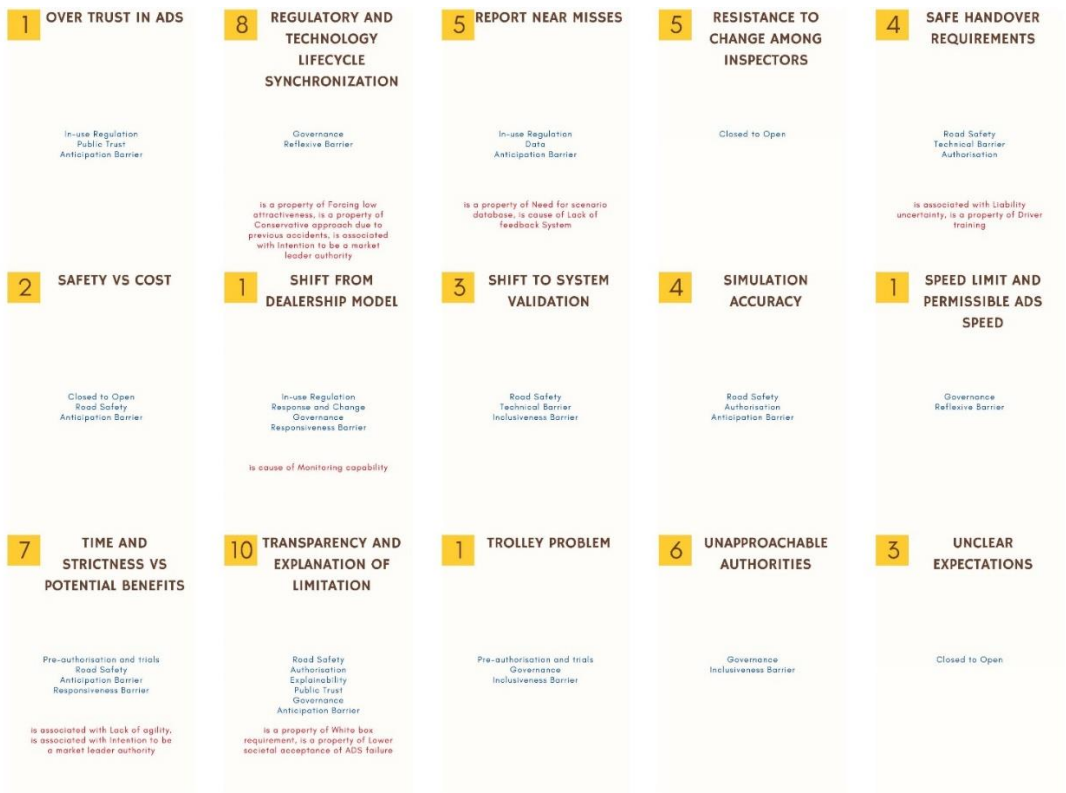 1
OVER TRUST IN ADS
In-use Regulation
Public Trust
Anticipation Barrier
8
REGULATORY AND
TECHNOLOGY
LIFECYCLE
SYNCHRONIZATION
Governance
Reflexive Barrier
is a property of Forcing low
attractiveness, is a property of
Conservative approach due to
previous accidents, is associated
with Intention to be a market
leader authority
5
REPORT NEAR MISSES
In-use Regulation
Data
Anticipation Barrier
is a property of Need for scenario
database, is cause of Lack of
feedback System
5
RESISTANCE TO
CHANGE AMONG
INSPECTORS
Closed to Open
4
SAFE HANDOVER
REQUIREMENTS
Road Safety
Technical Barrier
Authorisation
is associated with Liability
uncertainty, is a property of Driver
training
2
SAFETY VS COST
Closed to Open
Road Safety
Anticipation Barrier
1
SHIFT FROM
DEALERSHIP MODEL
In-use Regulation
Response and Change
Governance
Responsiveness Barrier
is cause of Monitoring capability
3
SHIFT TO SYSTEM
VALIDATION
Road Safety
Technical Barrier
Inclusiveness Barrier
4
SIMULATION
ACCURACY
Road Safety
Authorisation
Anticipation Barrier
1
SPEED LIMIT AND
PERMISSIBLE ADS
SPEED
Governance
Reflexive Barrier
7
TIME AND
STRICTNESS VS
POTENTIAL BENEFITS
Pre-authorisation and trials
Road Safety
Anticipation Barrier
Responsiveness Barrier
is associated with Lack of agility,
is associated with Intention to be
a market leader authority
10
TRANSPARENCY AND
EXPLANATION OF
LIMITATION
Road Safety
Authorisation
Explainability
Public Trust
Governance
Anticipation Barrier
is a property of White box
requirement, is a property of Lower
societal acceptance of ADS failure
1
TROLLEY PROBLEM
Pre-authorisation and trials
Governance
Inclusiveness Barrier
6
UNAPPROACHABLE
AUTHORITIES
Governance
Inclusiveness Barrier
3
UNCLEAR
EXPECTATIONS
Closed to Open